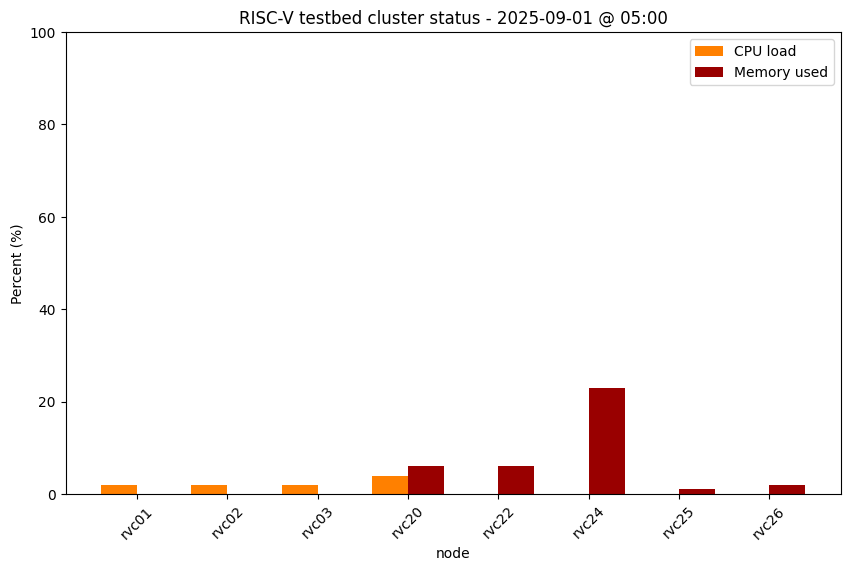 RISC-V testbed cluster status - 2025-09-01 @ 05:00
CPU load
Memory used
Percent (%)
100
80
60
40
20
0
rvc01
rvc02
rvc03
rvc20
rvc22
rvc24
rvc25
rvc26
node